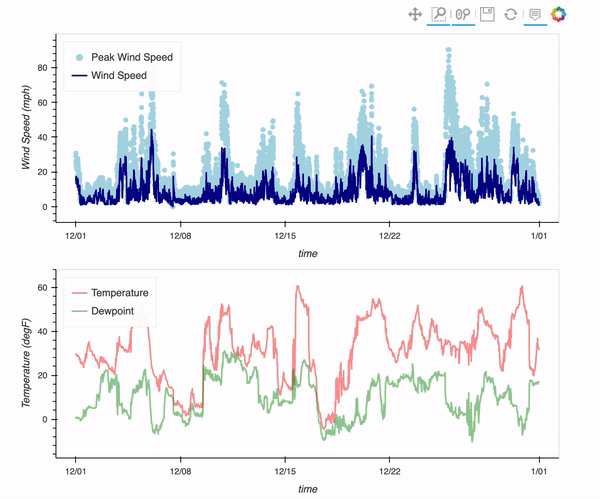 Peak Wind Speed
Wind Speed
Wind Speed (mph)
80
60
40
20
0
12/01
12/08
12/15
12/22
1/01
time
Temperature
Dewpoint
Temperature (degF)
60
40
20
0
12/01
12/08
12/15
12/22
1/01
time